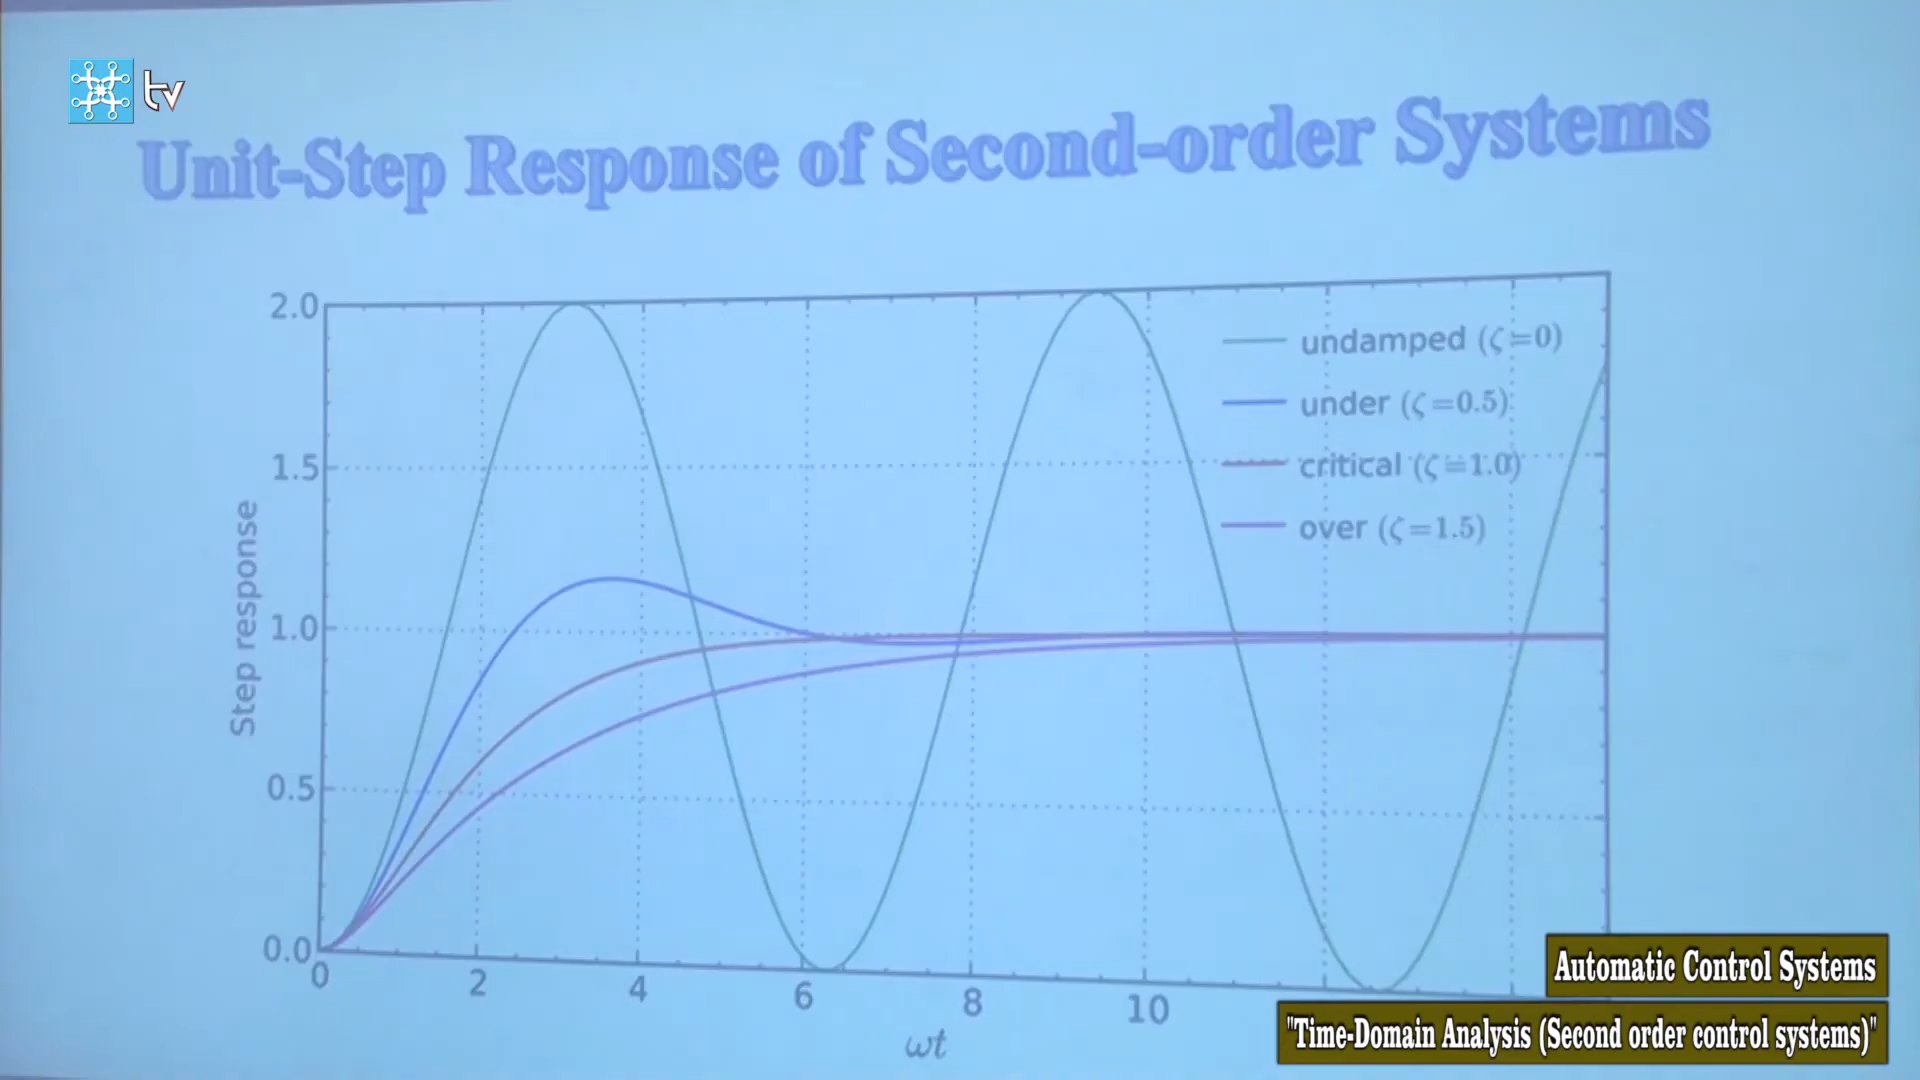 tv
Unit-Step Response of Second-order Systems
2.0
1.5
1.0
0.5
0.0
Step response
undamped (ζ=0)
under (ζ=0.5)
critical (ζ=1.0)
over (ζ=1.5)
0 2 4 6 8 10
ωt
Automatic Control Systems
"Time-Domain Analysis (Second order control systems)"